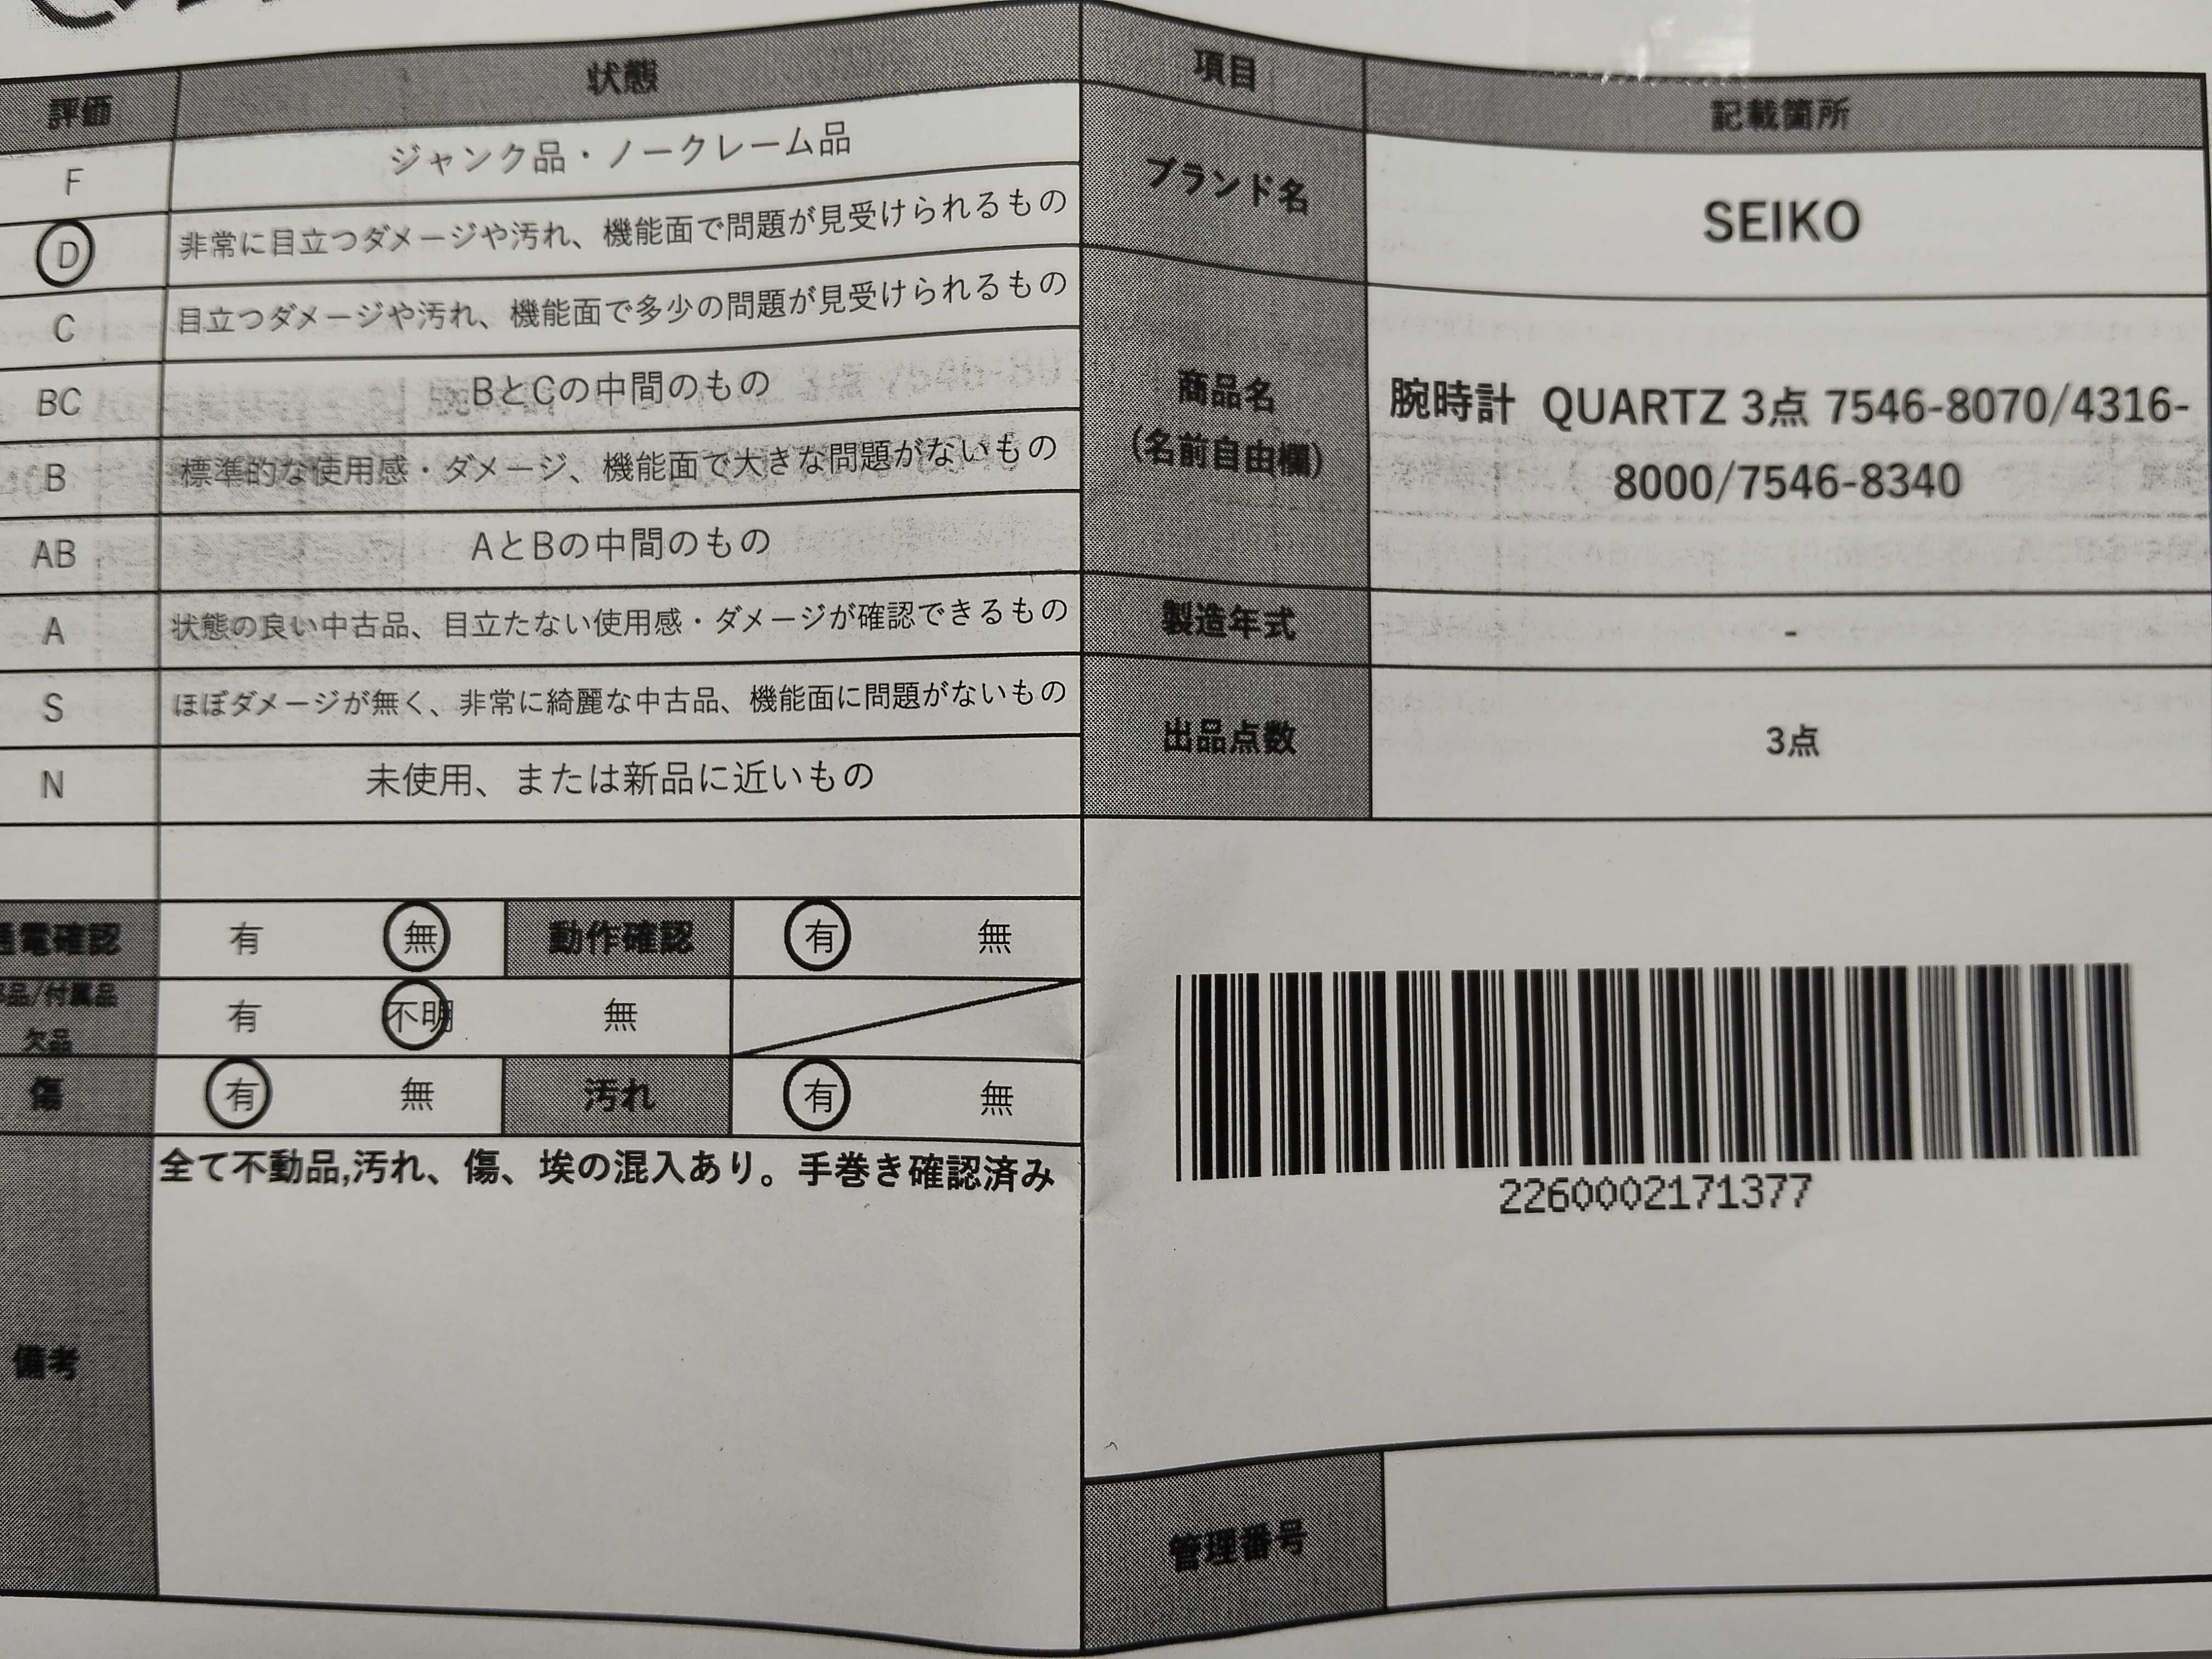 評価 状態
F ジャンク品・ノークレーム品
D 非常に目立つダメージや汚れ、機能面で問題が見受けられるもの
C 目立つダメージや汚れ、機能面で多少の問題が見受けられるもの
BC BとCの中間のもの
B 標準的な使用感・ダメージ、機能面で大きな問題がないもの
AB AとBの中間のもの
A 状態の良い中古品、目立たない使用感・ダメージが確認できるもの
S ほぼダメージが無く、非常に綺麗な中古品、機能面に問題がないもの
N 未使用、または新品に近いもの
電確認 有 無 動作確認 有 無
品/付属品
欠品 有 不明 無
傷 有 無 汚れ 有 無
備考 全て不動品,汚れ、傷、埃の混入あり。手巻き確認済み
項目 記載箇所
ブランド名 SEIKO
商品名
(名前自由欄)
腕時計 QUARTZ 3点 7546-8070/4316-
8000/7546-8340
製造年式 -
出品点数 3点
2260002171377
管理番号